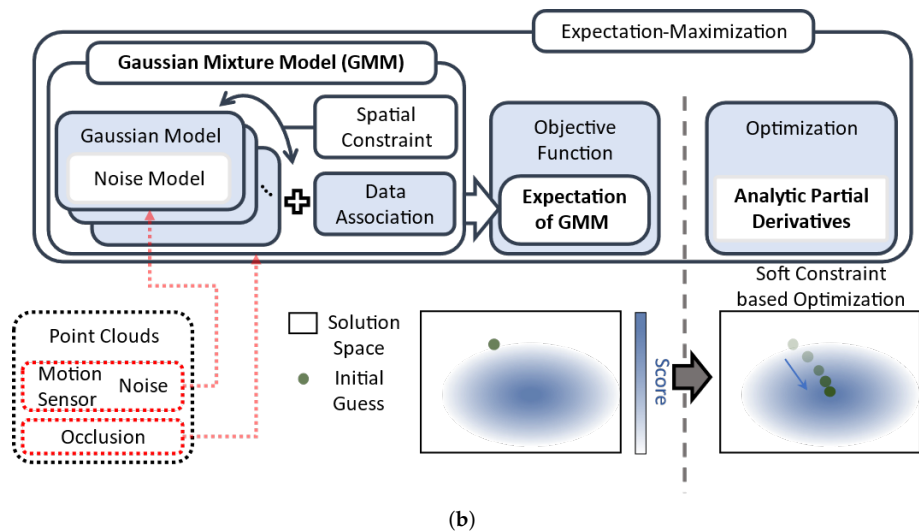 Expectation-Maximization
Gaussian Mixture Model (GMM)
Gaussian Model
Noise Model
...
Spatial
Constraint
Data
Association
Objective
Function
Expectation
of GMM
Optimization
Analytic Partial
Derivatives
Point Clouds
Motion
Sensor
Noise
Occlusion
Solution
Space
Initial
Guess
Score
Soft Constraint
based Optimization
(b)